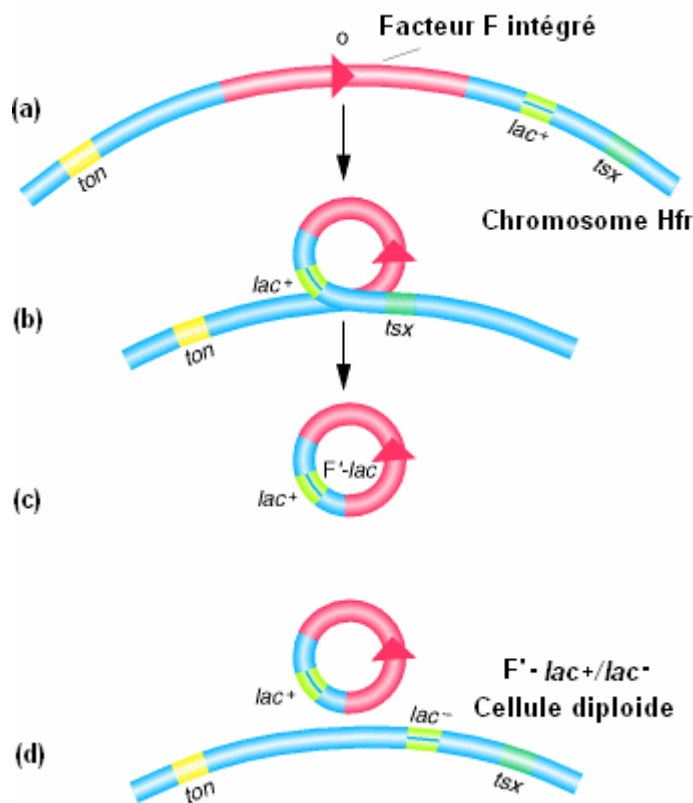 o
Facteur F intégré
(a)
ton
lac+
tsx
Chromosome Hfr
lac+
(b)
ton
tsx
F'-lac
lac+
(c)
F'- lac+/lac-
lac+
lac-
Cellule diploide
(d)
ton
tsx